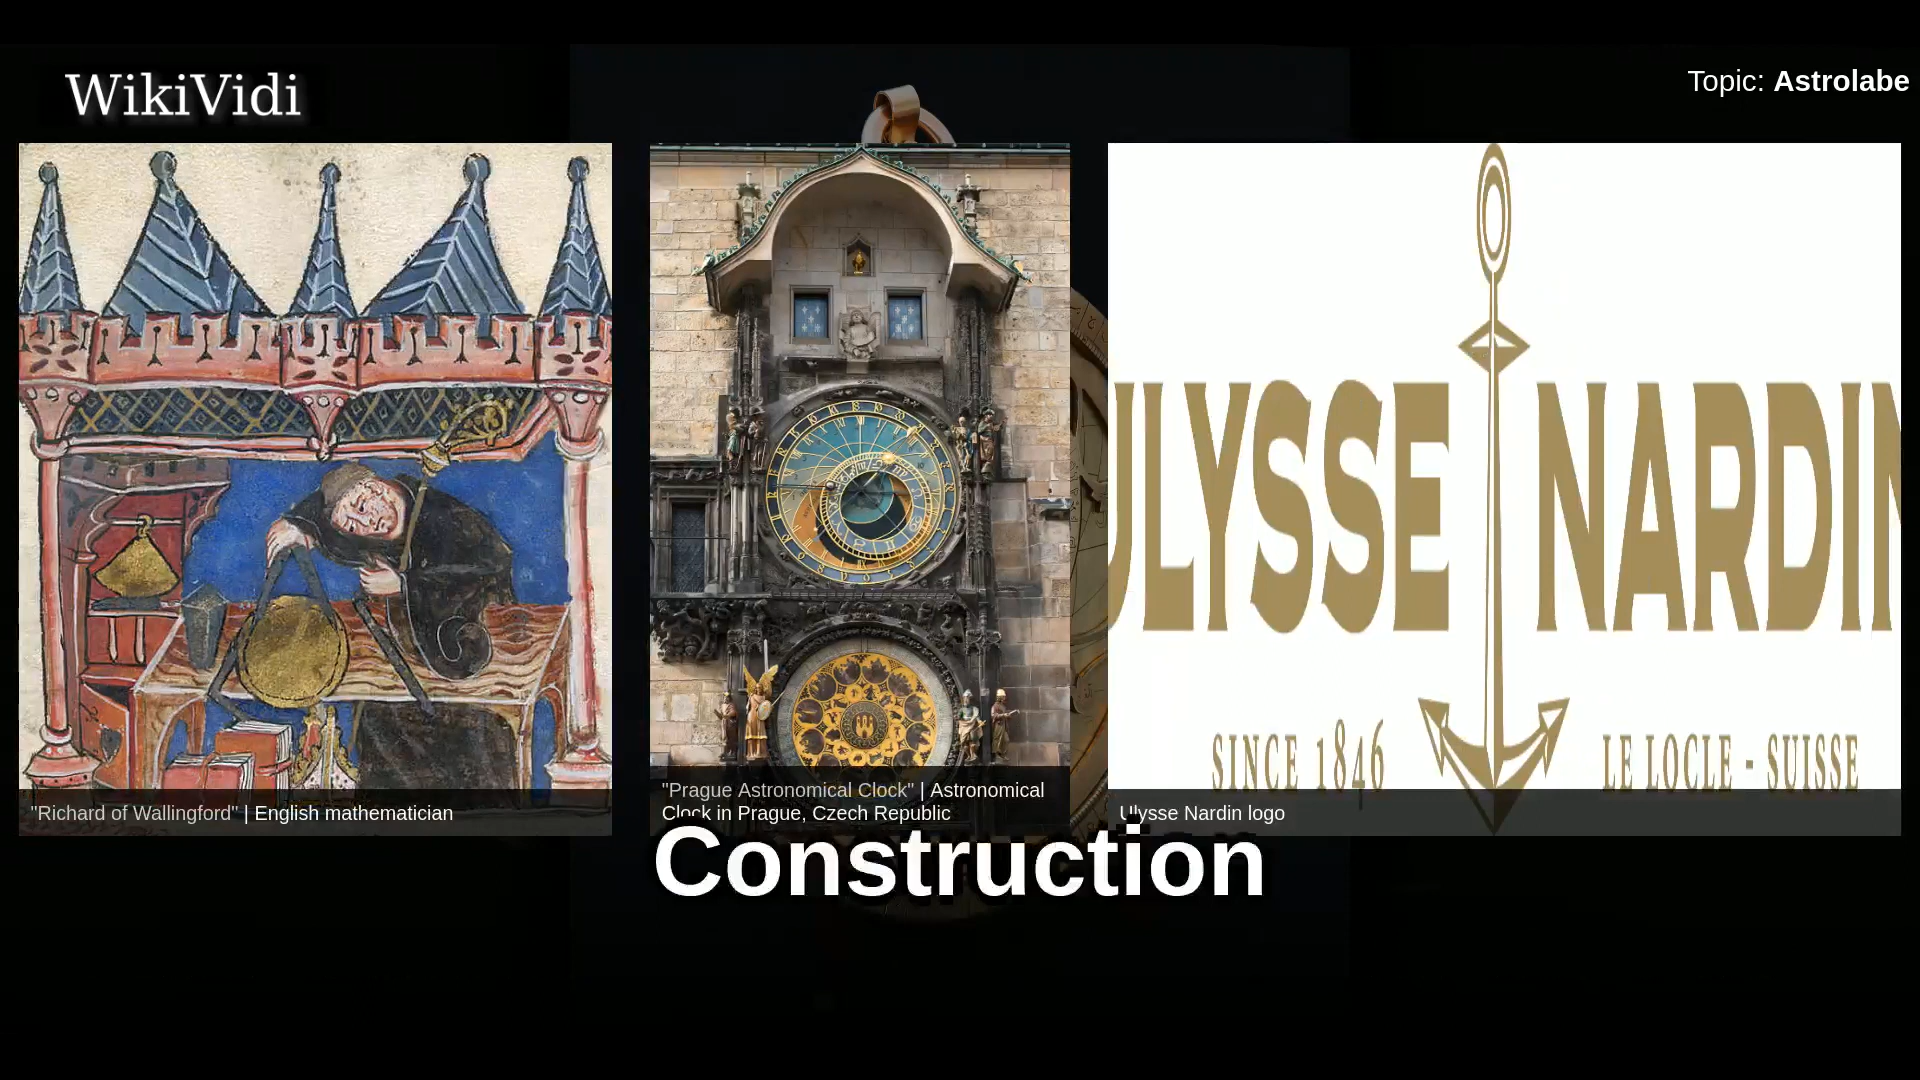 WikiVidi
Topic: Astrolabe
ULYSSE NARDIN
SINCE 1846
LE LOCLE - SUISSE
"Richard of Wallingford" | English mathematician
"Prague Astronomical Clock" | Astronomical
Clock in Prague, Czech Republic
Ulysse Nardin logo
Construction